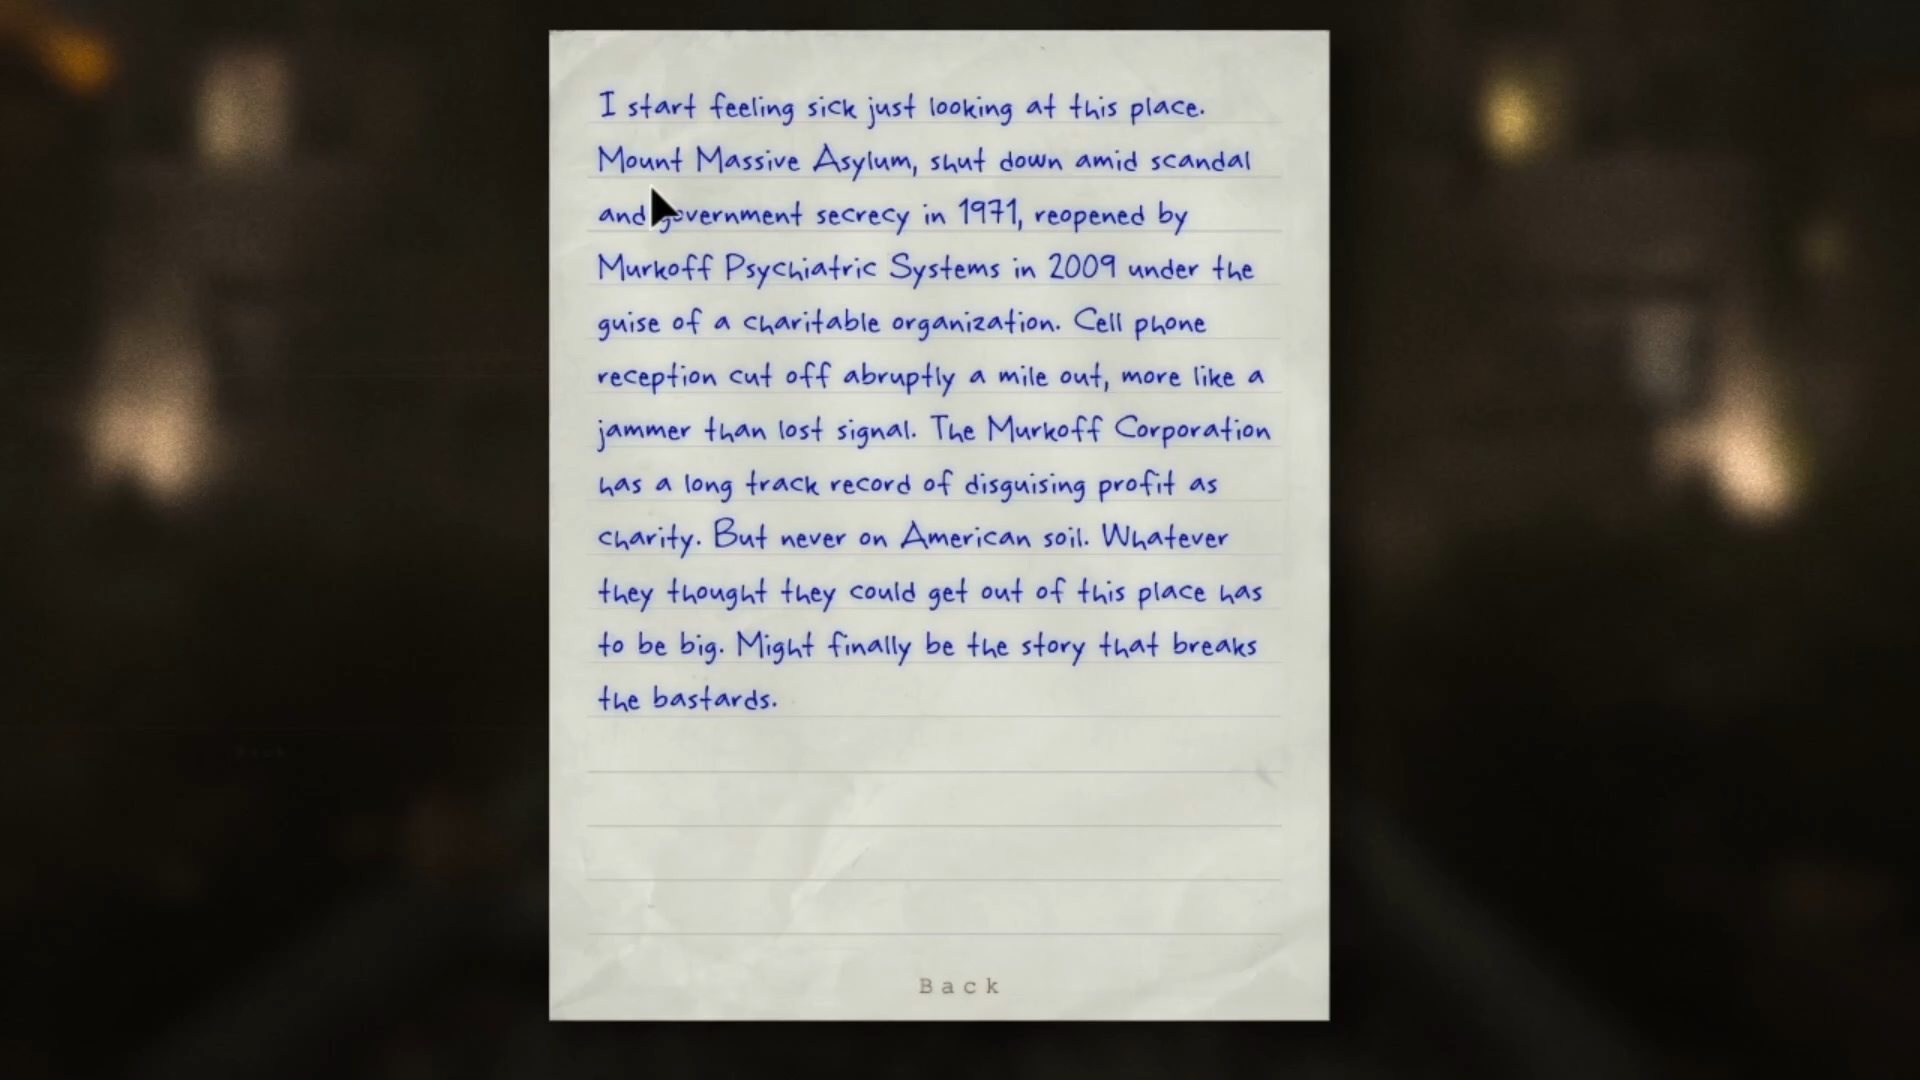 I start feeling sick just looking at this place.
Mount Massive Asylum, shut down amid scandal
and government secrecy in 1971, reopened by
Murkoff Psychiatric Systems in 2009 under the
guise of a charitable organization. Cell phone
reception cut off abruptly a mile out, more like a
jammer than lost signal. The Murkoff Corporation
has a long track record of disguising profit as
charity. But never on American soil. Whatever
they thought they could get out of this place has
to be big. Might finally be the story that breaks
the bastards.
Back